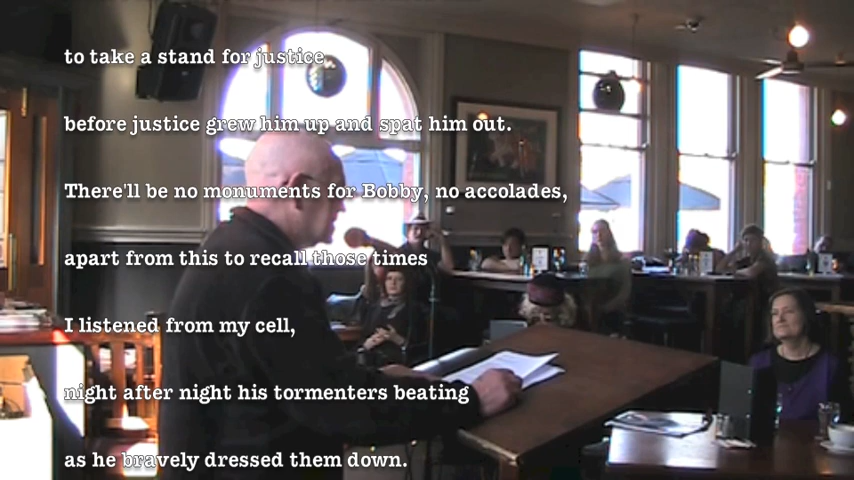 to take a stand for justice
before justice grew him up and spat him out.
There'll be no monuments for Bobby, no accolades,
apart from this to recall those times
I listened from my cell,
night after night his tormenters beating
as he bravely dressed them down.